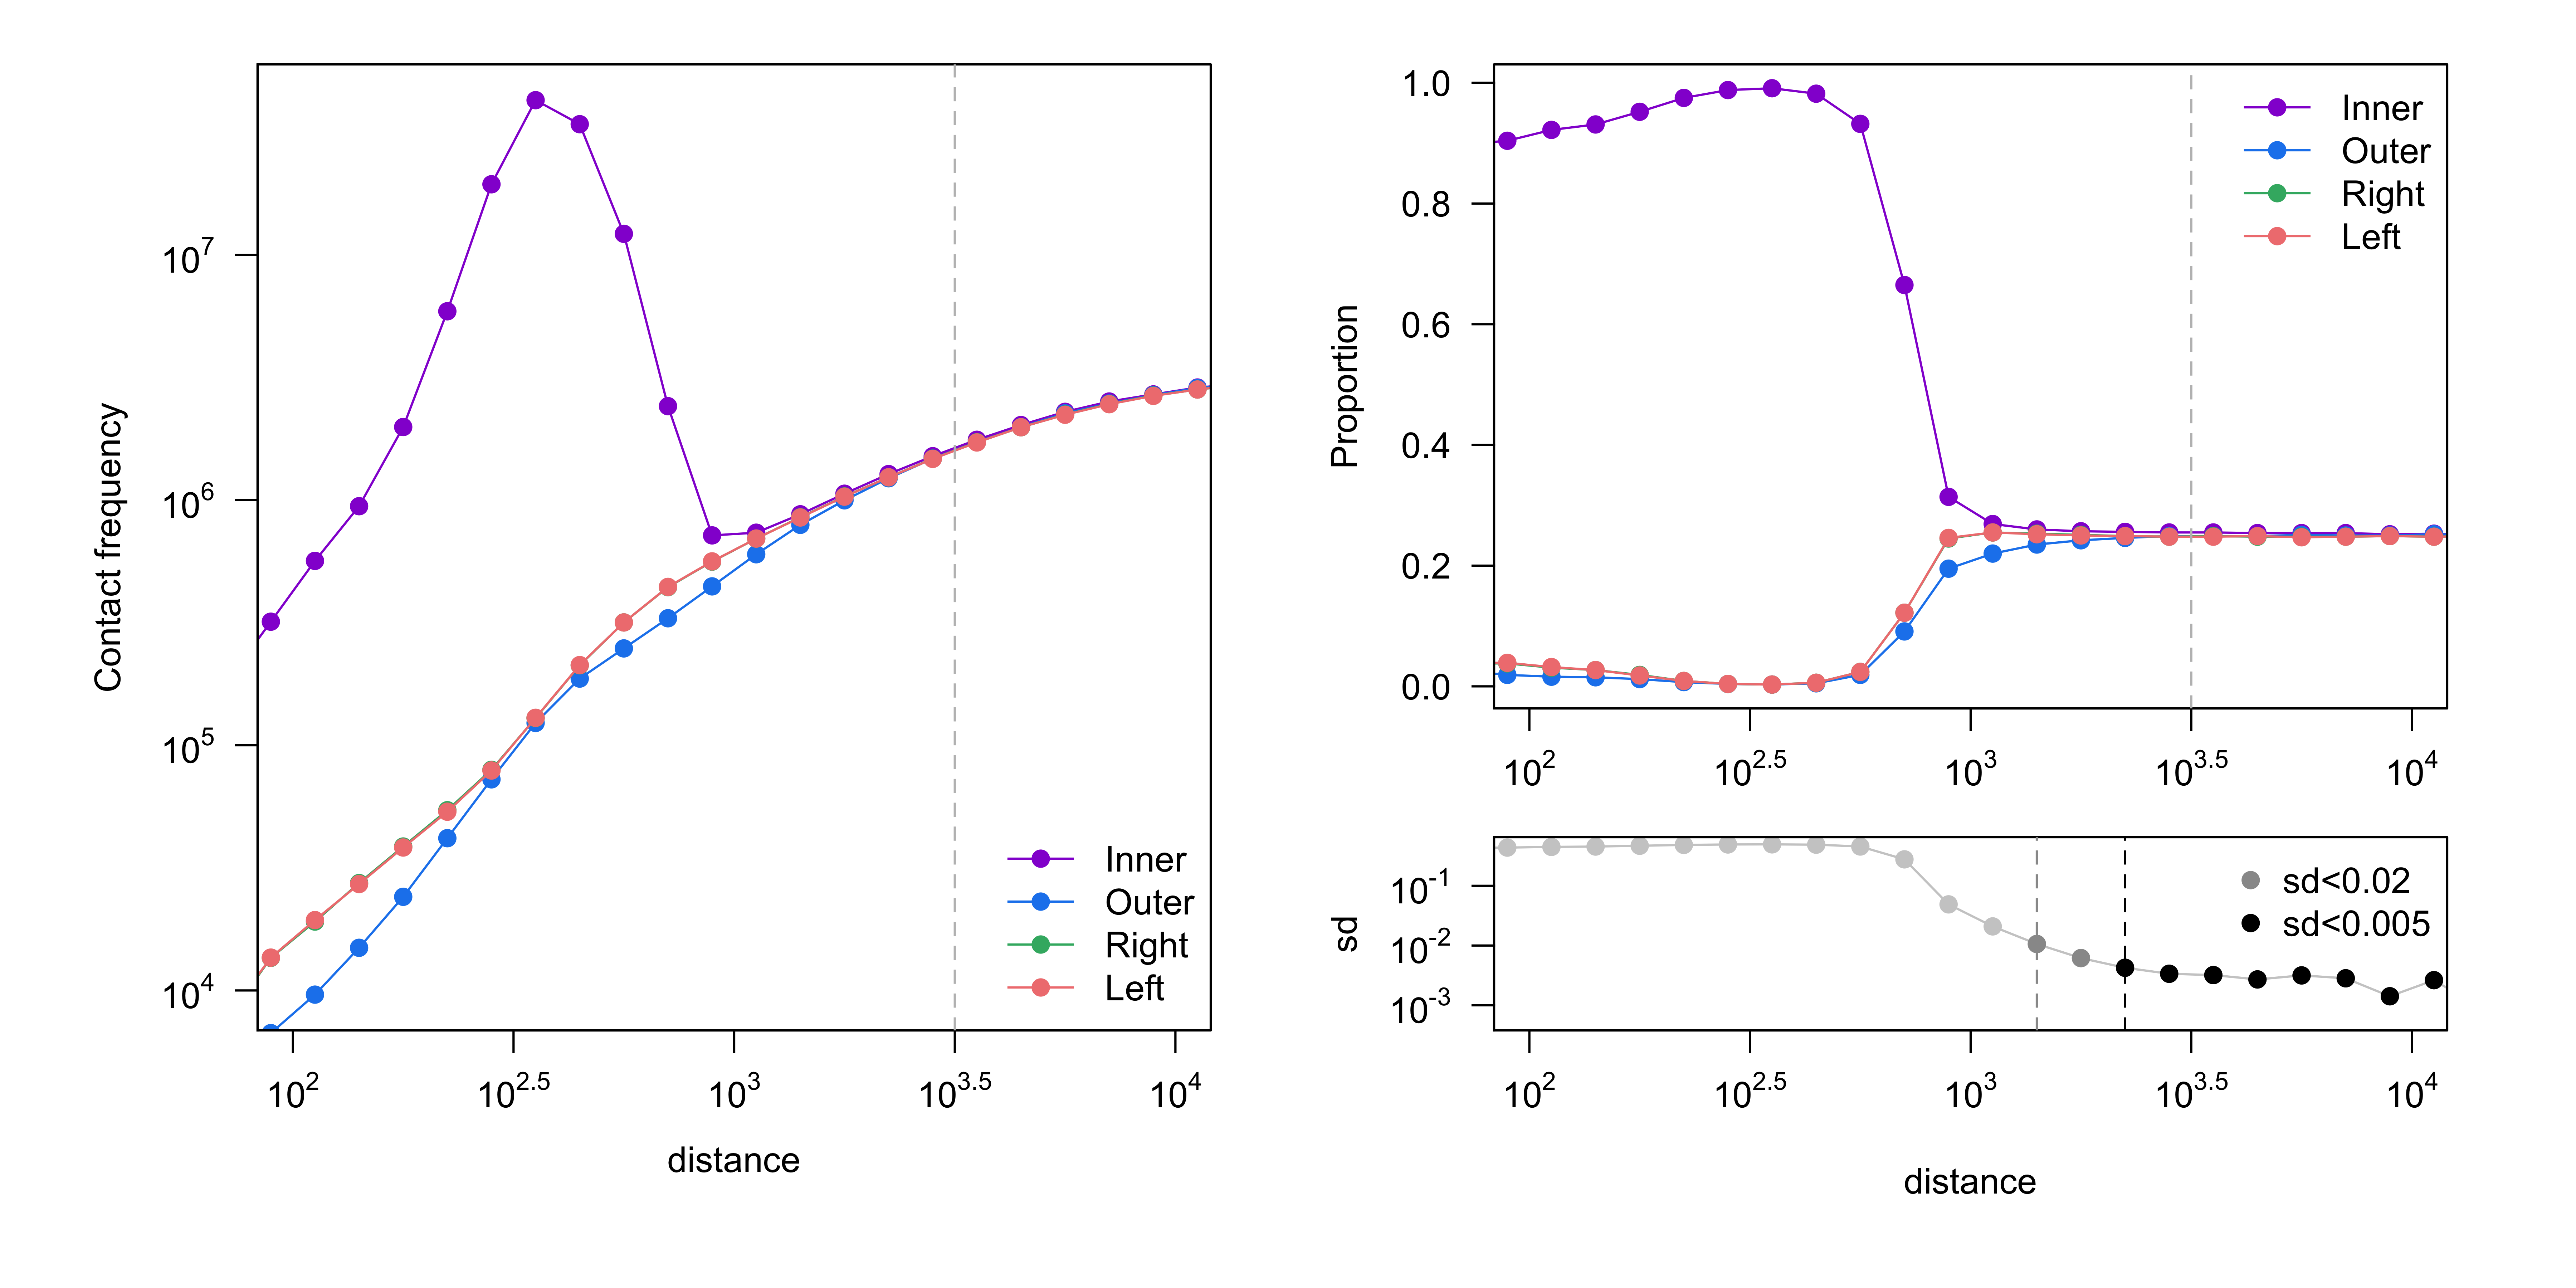 Contact frequency
10^7
10^6
10^5
10^4
Inner
Outer
Right
Left
10^2 10^2.5 10^3 10^3.5 10^4
distance
Proportion
1.0
0.8
0.6
0.4
0.2
0.0
Inner
Outer
Right
Left
10^2 10^2.5 10^3 10^3.5 10^4
sd
10^-1
10^-2
10^-3
sd<0.02
sd<0.005
10^2 10^2.5 10^3 10^3.5 10^4
distance